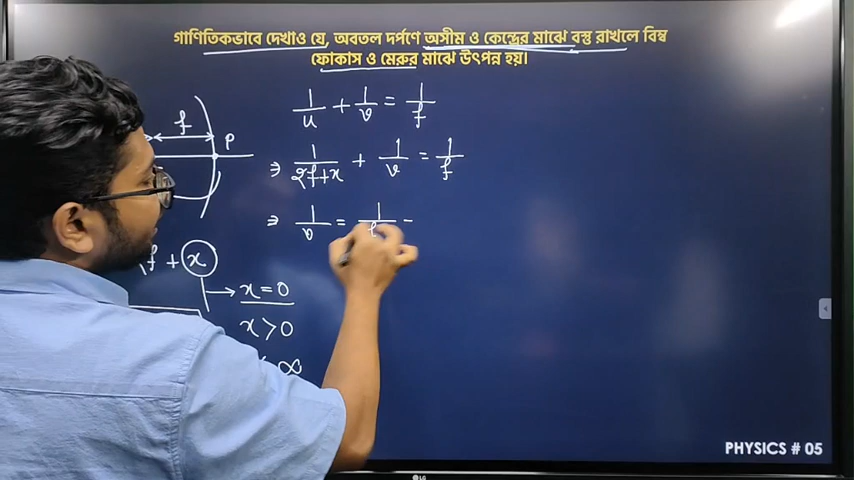 গাণিতিকভাবে দেখাও যে, অবতল দর্পণে অসীম ও কেন্দ্রের মাঝে বস্তু রাখলে বিম্ব
ফোকাস ও মেরুর মাঝে উৎপন্ন হয়।
f
P
1/u + 1/v = 1/f
⇒ 1/(2f+x) + 1/v = 1/f
⇒ 1/v = 1/f -
f + x
→ x = 0
x > 0
∞
PHYSICS # 05
LG